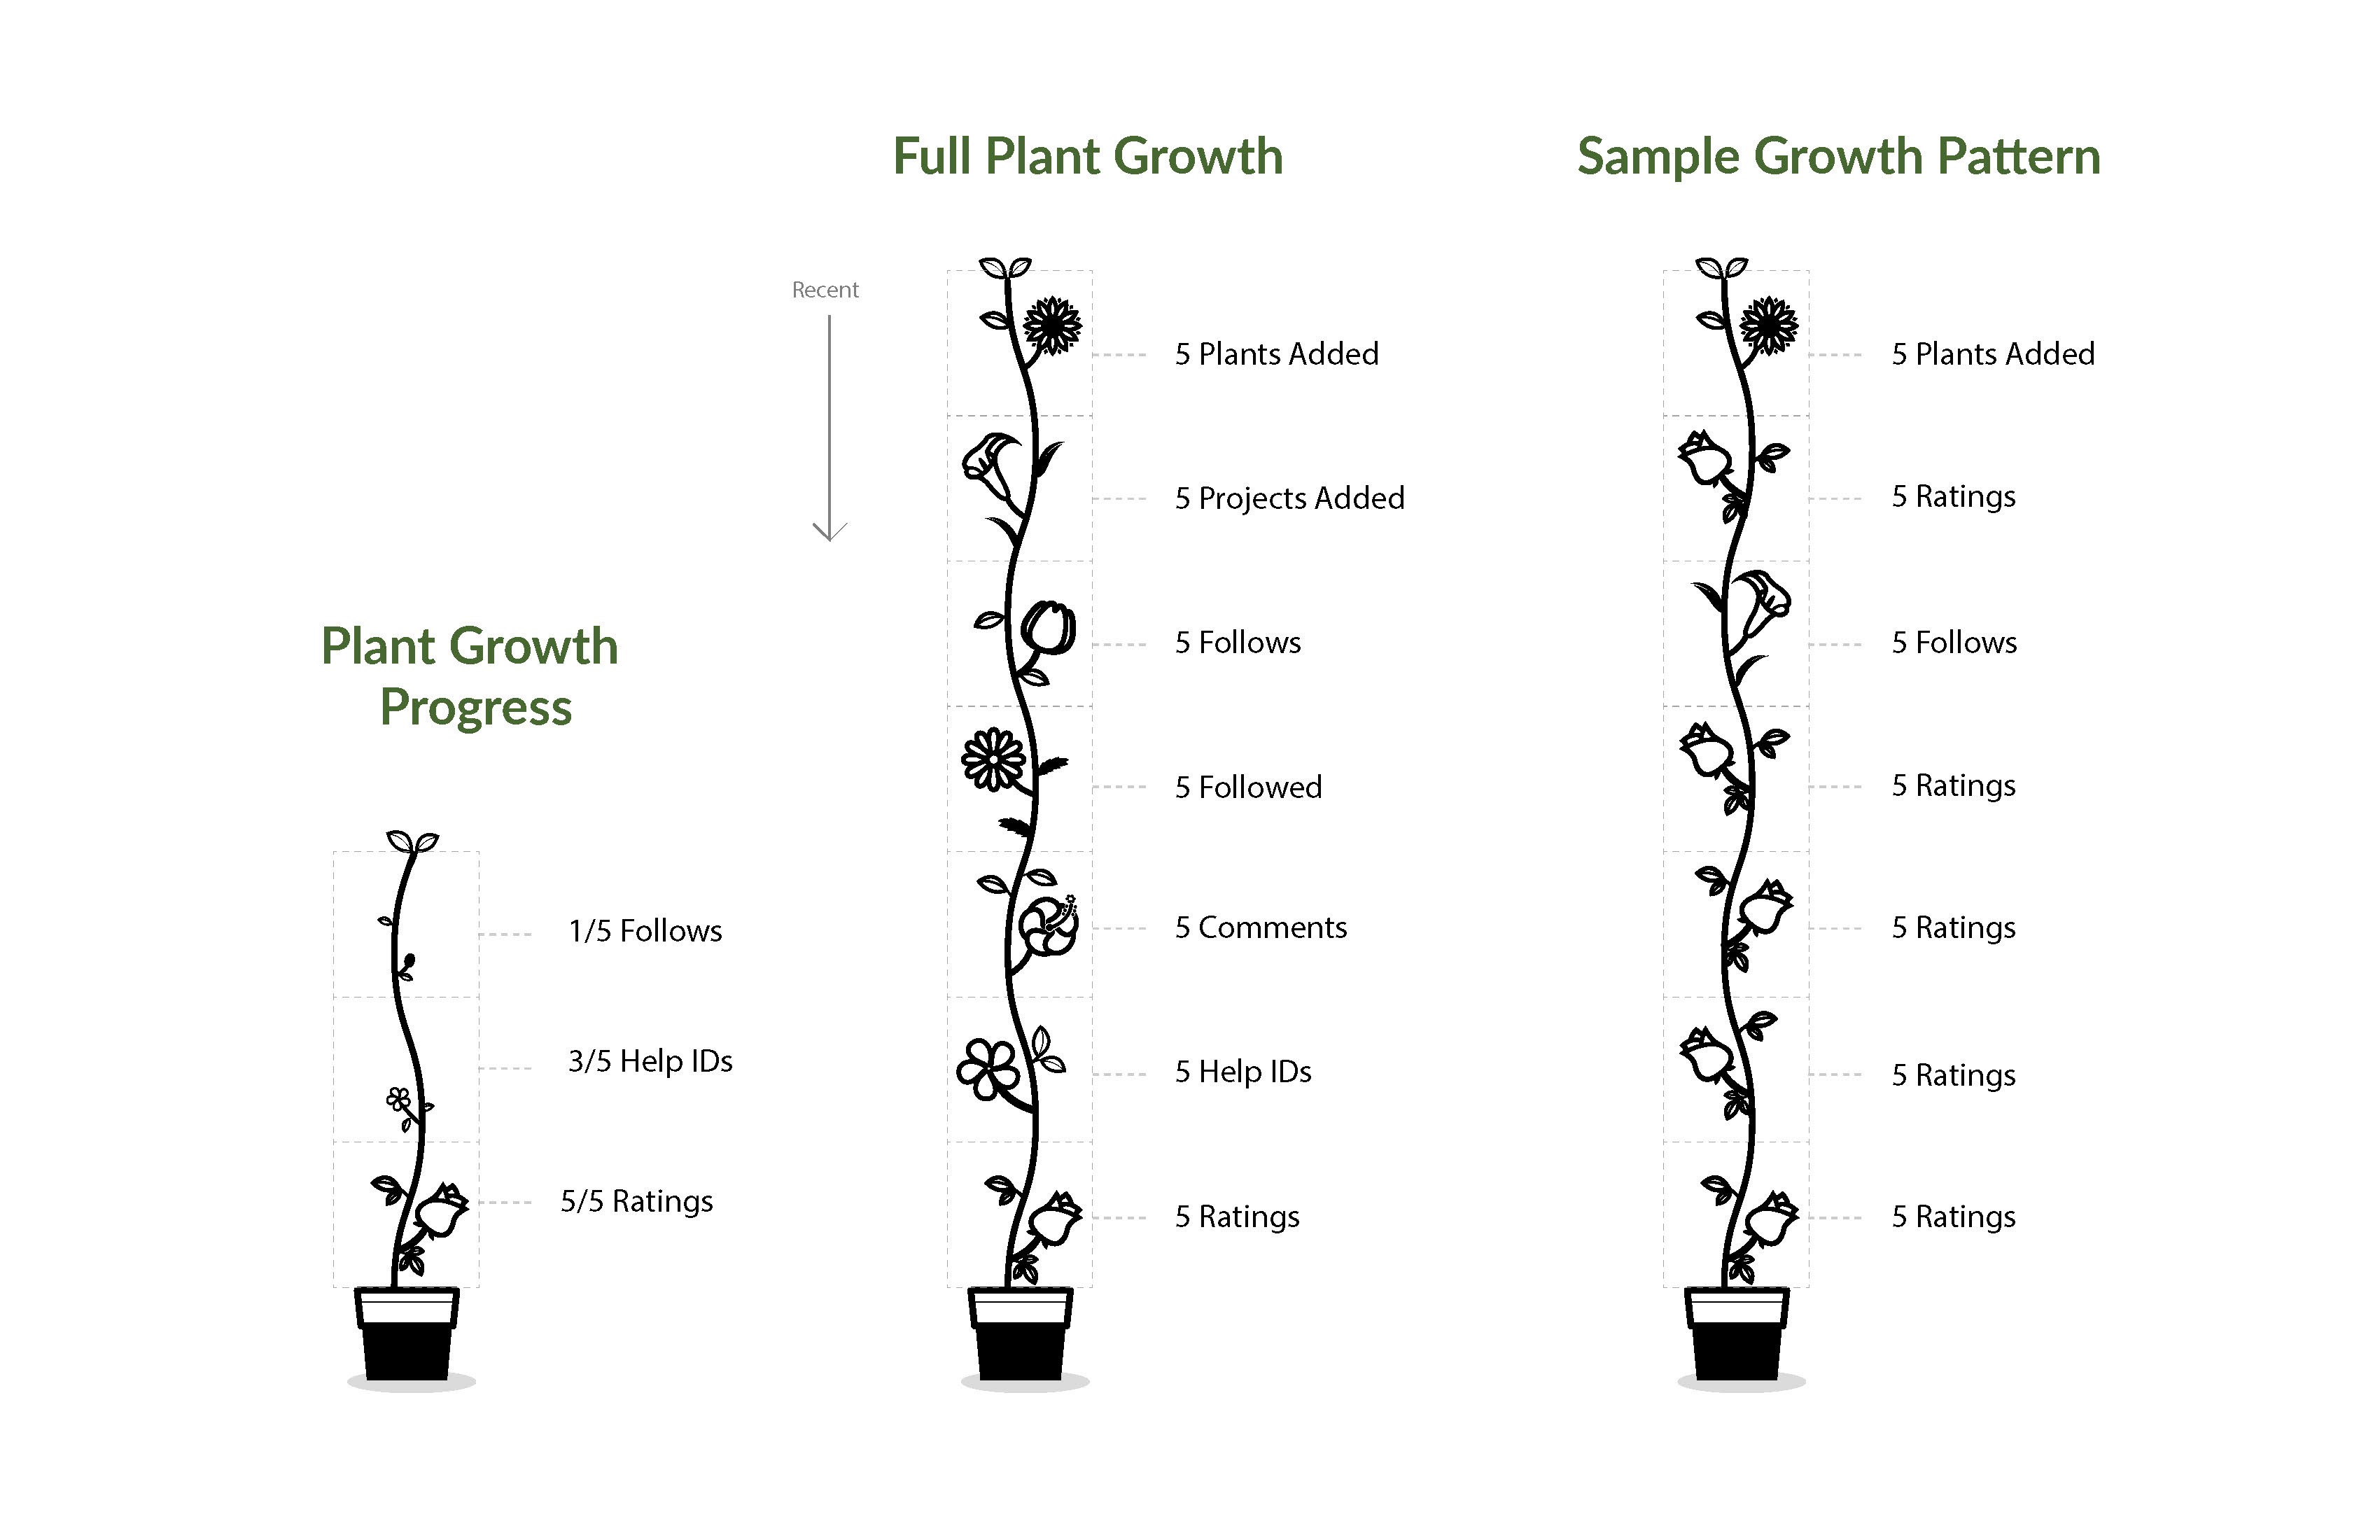 Plant Growth
Progress
1/5 Follows
3/5 Help IDs
5/5 Ratings
Full Plant Growth
Recent
5 Plants Added
5 Projects Added
5 Follows
5 Followed
5 Comments
5 Help IDs
5 Ratings
Sample Growth Pattern
5 Plants Added
5 Ratings
5 Follows
5 Ratings
5 Ratings
5 Ratings
5 Ratings